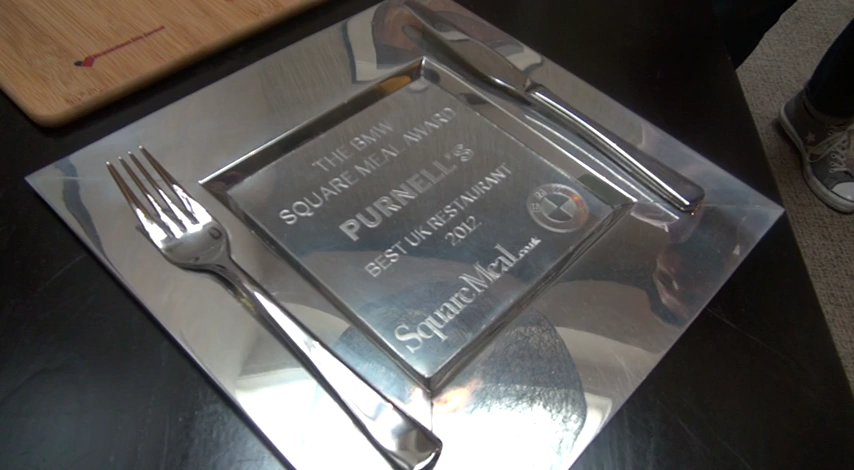 THE BMW
SQUARE MEAL AWARD
PURNELL'S
BEST UK RESTAURANT
2012
SquareMeal.co.uk